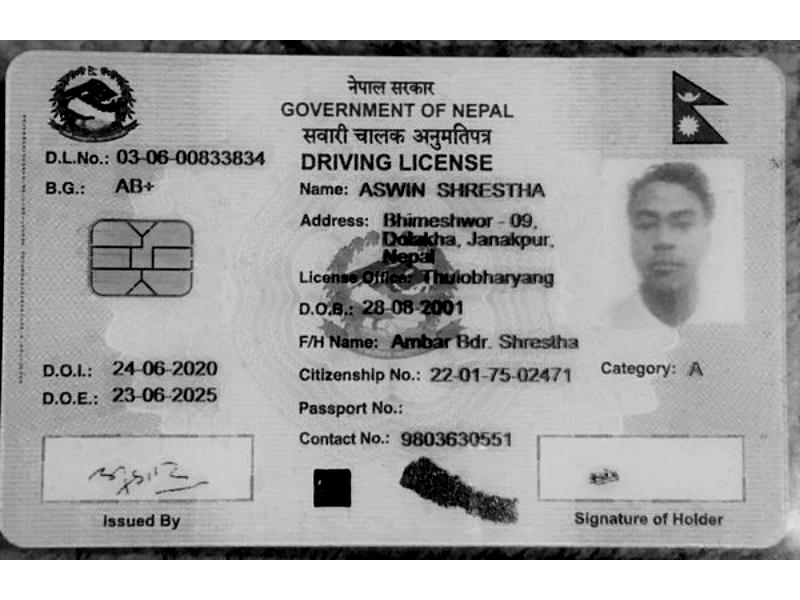 नेपाल सरकार
GOVERNMENT OF NEPAL
सवारी चालक अनुमतिपत्र
DRIVING LICENSE
D.L.No.: 03-06-00833834
B.G.: AB+
Name: ASWIN SHRESTHA
Address: Bhimeshwor - 09,
Dolakha, Janakpur,
Nepal
License Office: Thulobharyang
D.O.B.: 28-08-2001
F/H Name: Ambar Bdr. Shrestha
D.O.I.: 24-06-2020
Citizenship No.: 22-01-75-02471
Category: A
D.O.E.: 23-06-2025
Passport No.:
Contact No.: 9803630551
Issued By
Signature of Holder